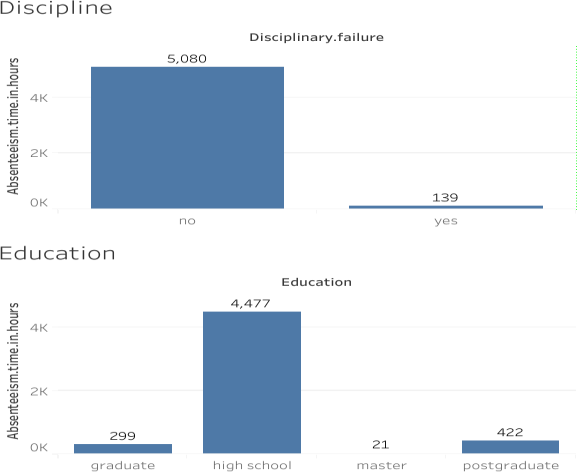 Discipline
Disciplinary.failure
Absenteeism.time.in.hours
5,080
4K
2K
139
0K
no yes
Education
Education
Absenteeism.time.in.hours
4,477
4K
2K
299
422
21
0K
graduate high school master postgraduate